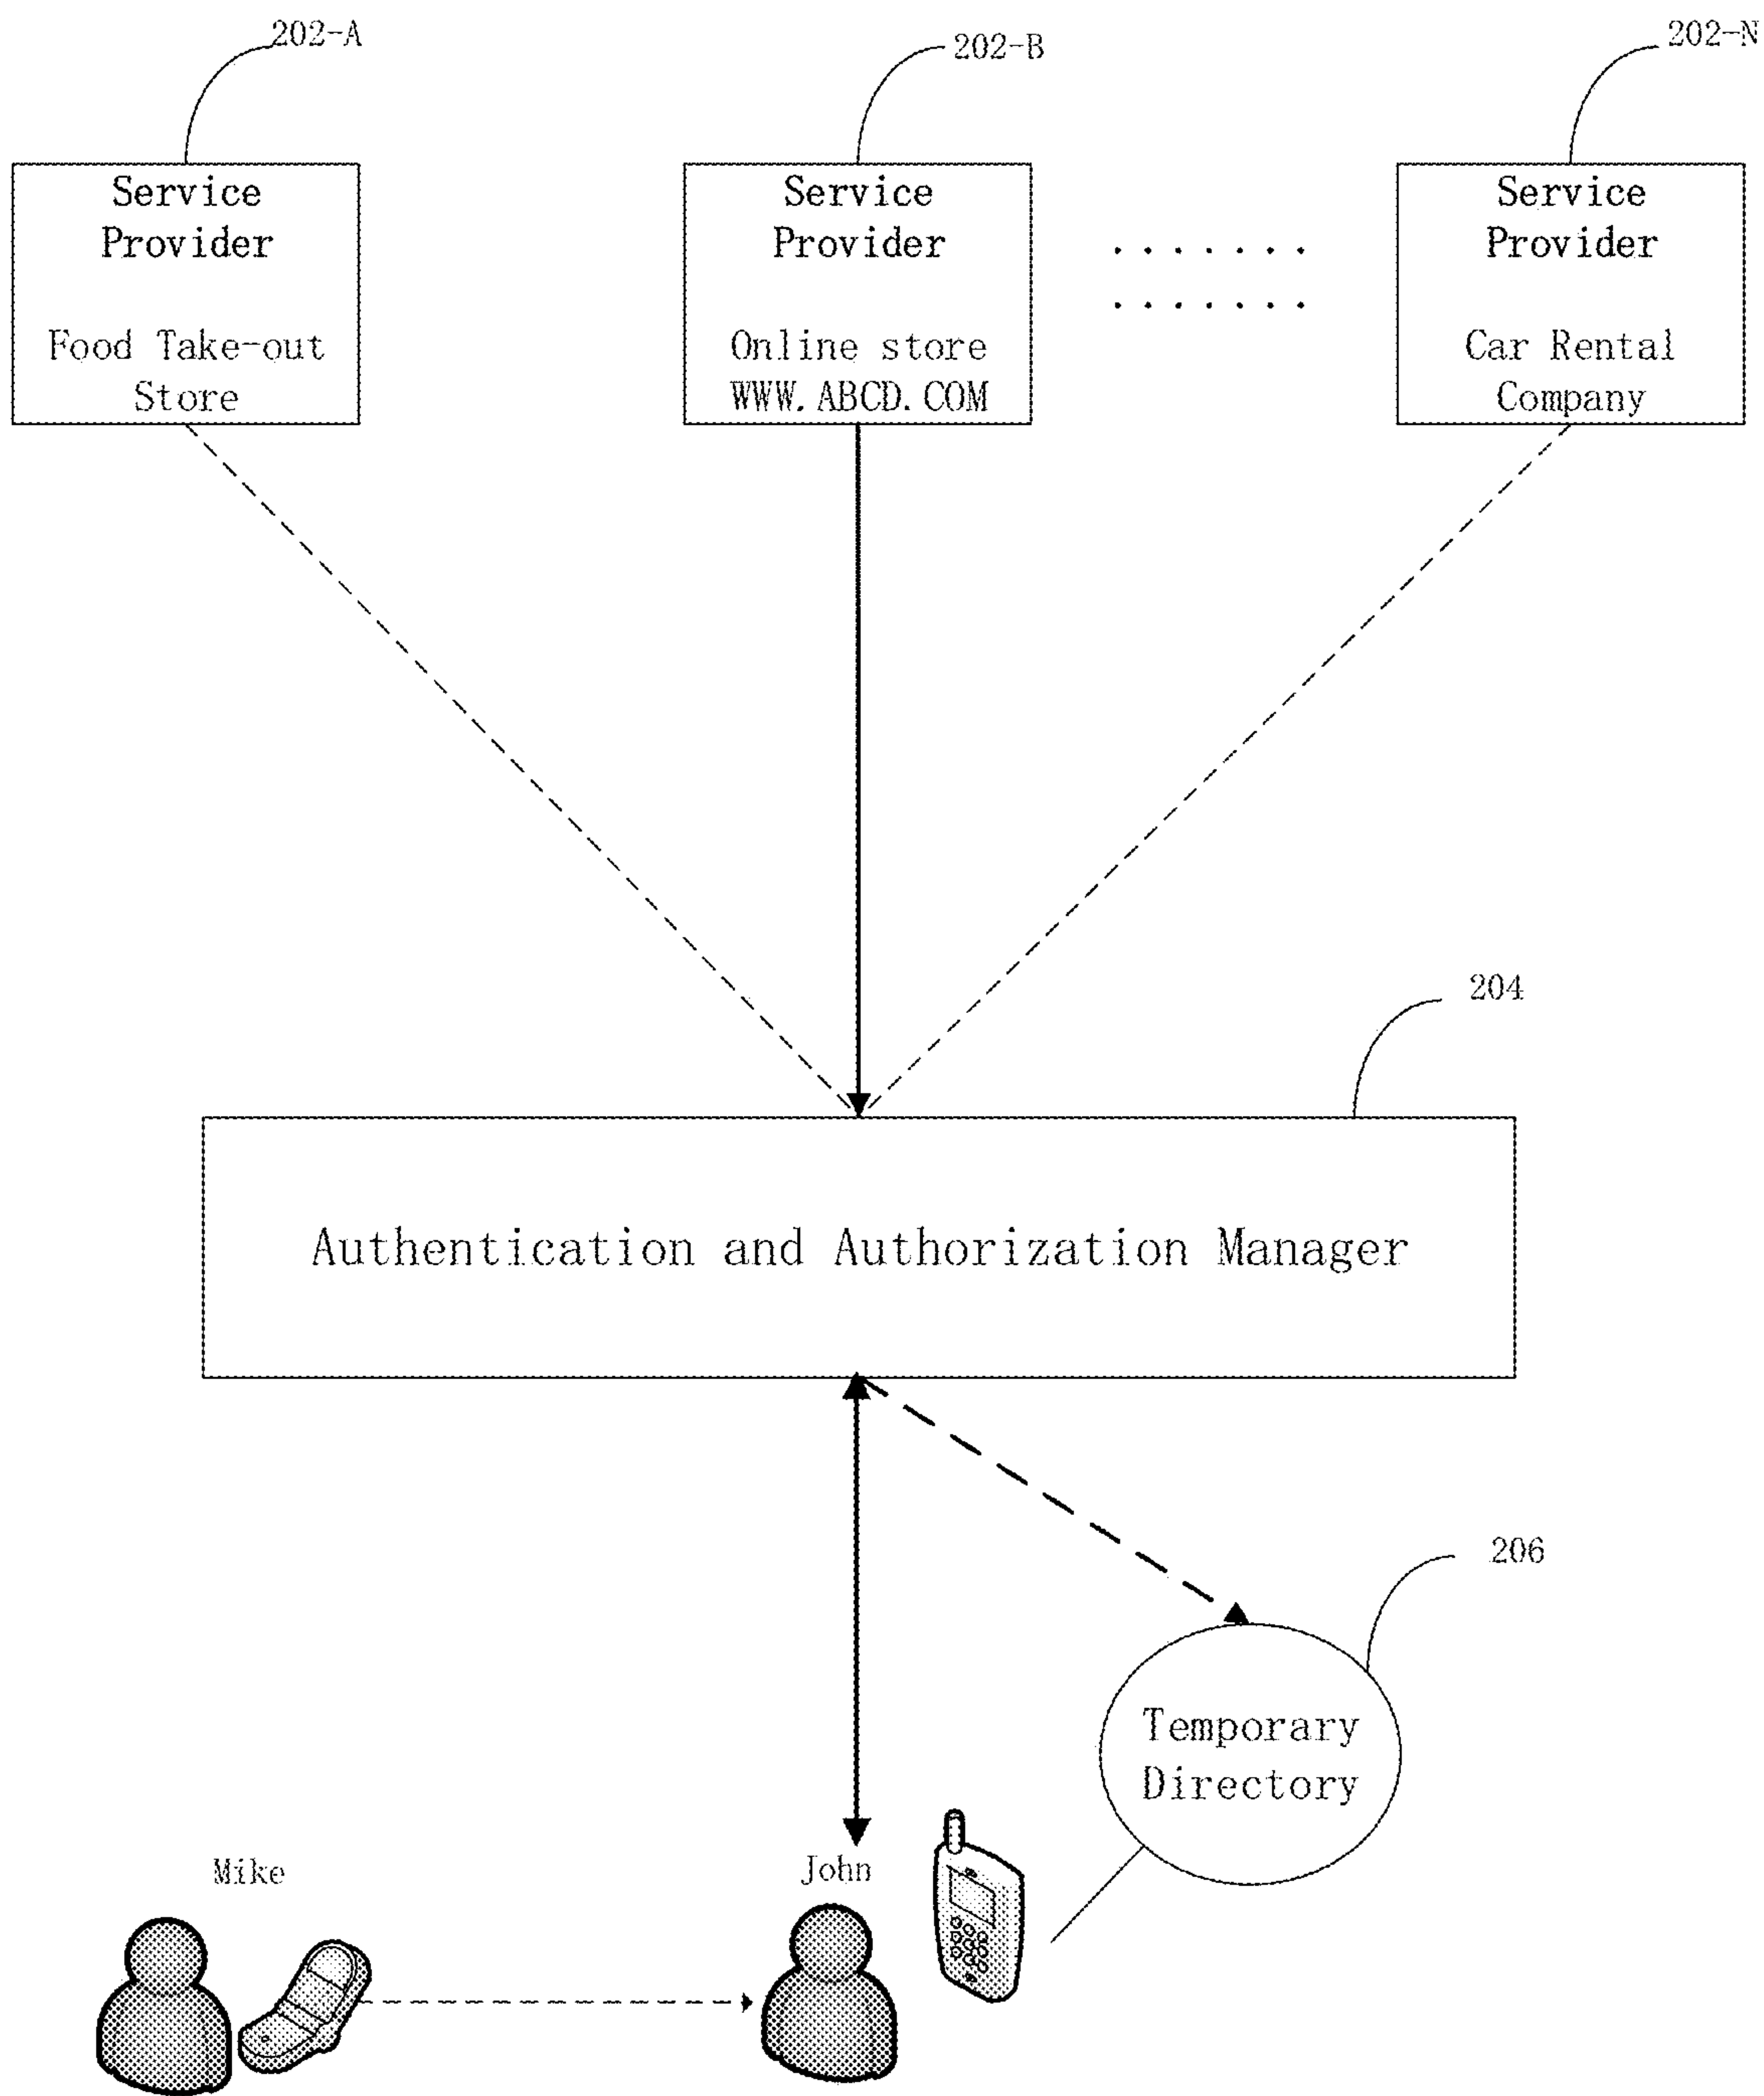 202-A
202-B
202-N
Service
Provider
Food Take-out
Store
Service
Provider
Online store
WWW.ABCD.COM
.......
.......
Service
Provider
Car Rental
Company
204
Authentication and Authorization Manager
206
Temporary
Directory
Mike
John